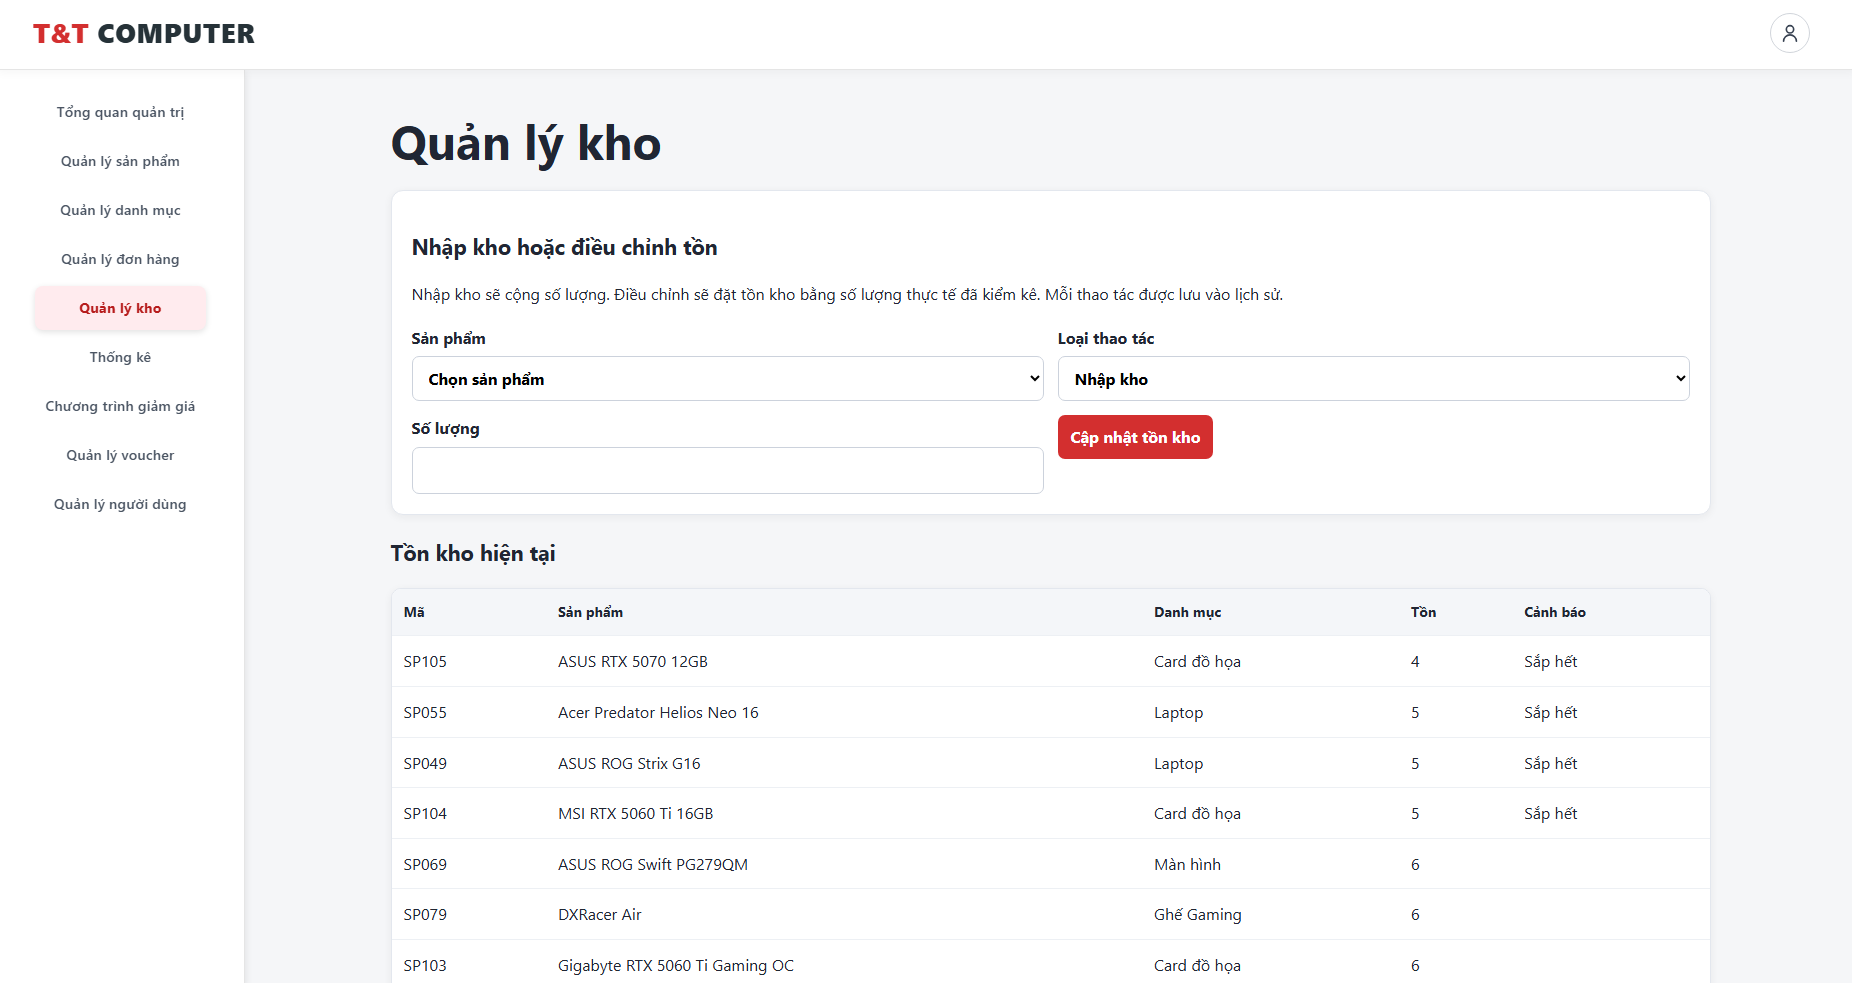 T&T COMPUTER
Tổng quan quản trị
Quản lý sản phẩm
Quản lý danh mục
Quản lý đơn hàng
Quản lý kho
Thống kê
Chương trình giảm giá
Quản lý voucher
Quản lý người dùng
Quản lý kho
Nhập kho hoặc điều chỉnh tồn
Nhập kho sẽ cộng số lượng. Điều chỉnh sẽ đặt tồn kho bằng số lượng thực tế đã kiểm kê. Mỗi thao tác được lưu vào lịch sử.
Sản phẩm
Chọn sản phẩm
Loại thao tác
Nhập kho
Số lượng
Cập nhật tồn kho
Tồn kho hiện tại
Mã Sản phẩm Danh mục Tồn Cảnh báo
SP105 ASUS RTX 5070 12GB Card đồ họa 4 Sắp hết
SP055 Acer Predator Helios Neo 16 Laptop 5 Sắp hết
SP049 ASUS ROG Strix G16 Laptop 5 Sắp hết
SP104 MSI RTX 5060 Ti 16GB Card đồ họa 5 Sắp hết
SP069 ASUS ROG Swift PG279QM Màn hình 6
SP079 DXRacer Air Ghế Gaming 6
SP103 Gigabyte RTX 5060 Ti Gaming OC Card đồ họa 6